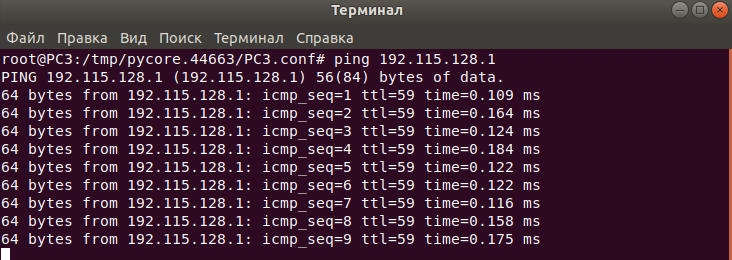 Терминал
Файл Правка Вид Поиск Терминал Справка
root@PC3:/tmp/pycore.44663/PC3.conf# ping 192.115.128.1
PING 192.115.128.1 (192.115.128.1) 56(84) bytes of data.
64 bytes from 192.115.128.1: icmp_seq=1 ttl=59 time=0.109 ms
64 bytes from 192.115.128.1: icmp_seq=2 ttl=59 time=0.164 ms
64 bytes from 192.115.128.1: icmp_seq=3 ttl=59 time=0.124 ms
64 bytes from 192.115.128.1: icmp_seq=4 ttl=59 time=0.184 ms
64 bytes from 192.115.128.1: icmp_seq=5 ttl=59 time=0.122 ms
64 bytes from 192.115.128.1: icmp_seq=6 ttl=59 time=0.122 ms
64 bytes from 192.115.128.1: icmp_seq=7 ttl=59 time=0.116 ms
64 bytes from 192.115.128.1: icmp_seq=8 ttl=59 time=0.158 ms
64 bytes from 192.115.128.1: icmp_seq=9 ttl=59 time=0.175 ms